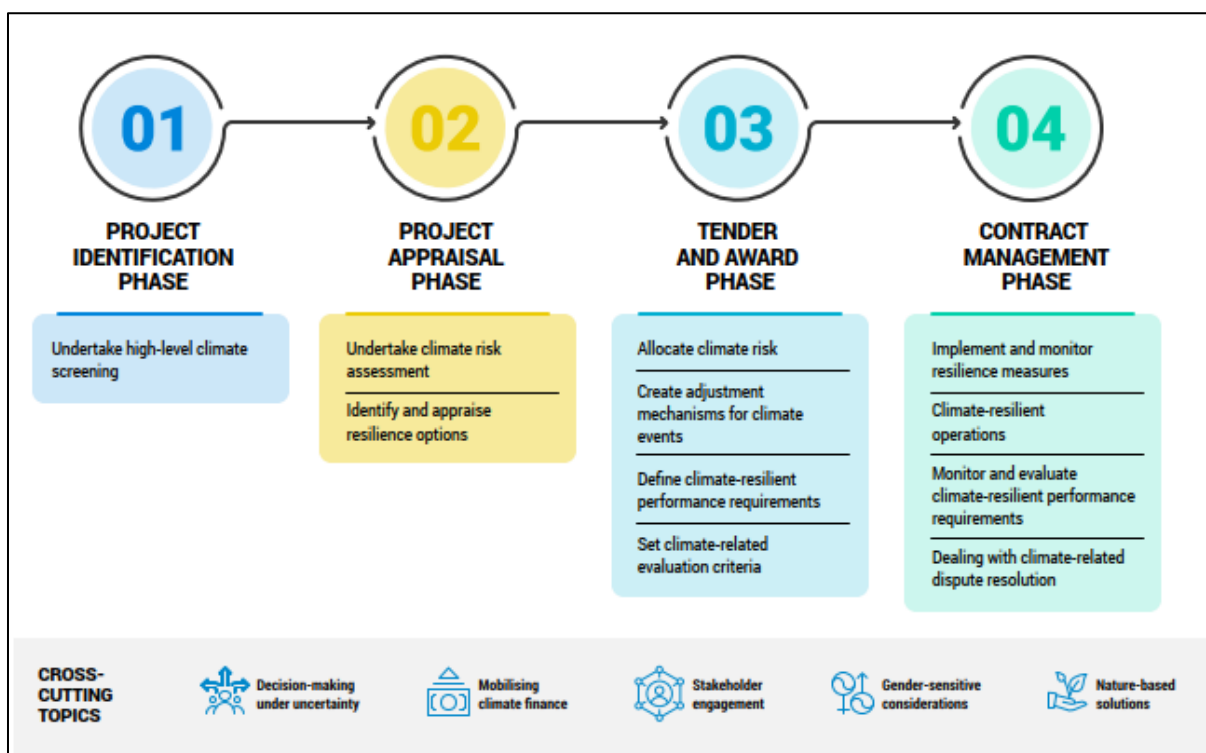 01
02
03
04
PROJECT
IDENTIFICATION
PHASE
PROJECT
APPRAISAL
PHASE
TENDER
AND AWARD
PHASE
CONTRACT
MANAGEMENT
PHASE
Undertake high-level climate
screening
Undertake climate risk
assessment
Identify and appraise
resilience options
Allocate climate risk
Create adjustment
mechanisms for climate
events
Define climate-resilient
performance requirements
Set climate-related
evaluation criteria
Implement and monitor
resilience measures
Climate-resilient
operations
Monitor and evaluate
climate-resilient performance
requirements
Dealing with climate-related
dispute resolution
CROSS-
CUTTING
TOPICS
Decision-making
under uncertainty
Mobilising
climate finance
Stakeholder
engagement
Gender-sensitive
considerations
Nature-based
solutions